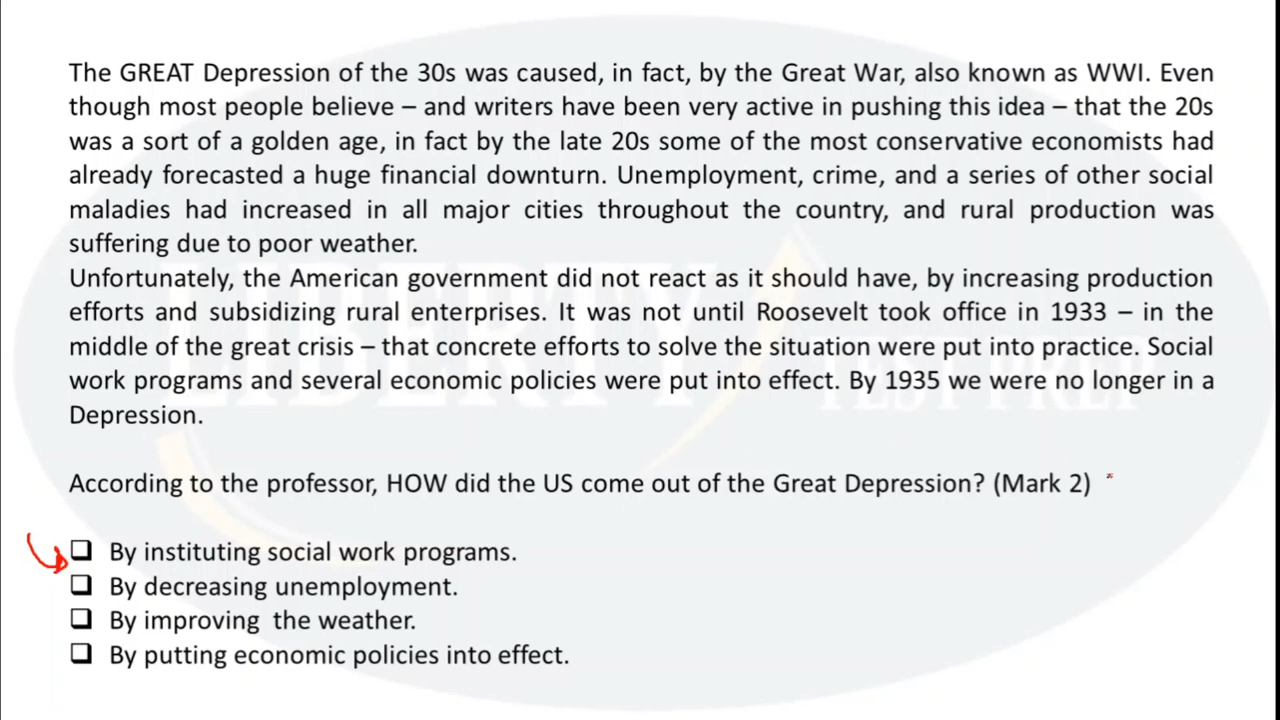 The GREAT Depression of the 30s was caused, in fact, by the Great War, also known as WWI. Even
though most people believe – and writers have been very active in pushing this idea – that the 20s
was a sort of a golden age, in fact by the late 20s some of the most conservative economists had
already forecasted a huge financial downturn. Unemployment, crime, and a series of other social
maladies had increased in all major cities throughout the country, and rural production was
suffering due to poor weather.
Unfortunately, the American government did not react as it should have, by increasing production
efforts and subsidizing rural enterprises. It was not until Roosevelt took office in 1933 – in the
middle of the great crisis – that concrete efforts to solve the situation were put into practice. Social
work programs and several economic policies were put into effect. By 1935 we were no longer in a
Depression.
According to the professor, HOW did the US come out of the Great Depression? (Mark 2)
By instituting social work programs.
By decreasing unemployment.
By improving the weather.
By putting economic policies into effect.
LIBERTY
TEST PREP